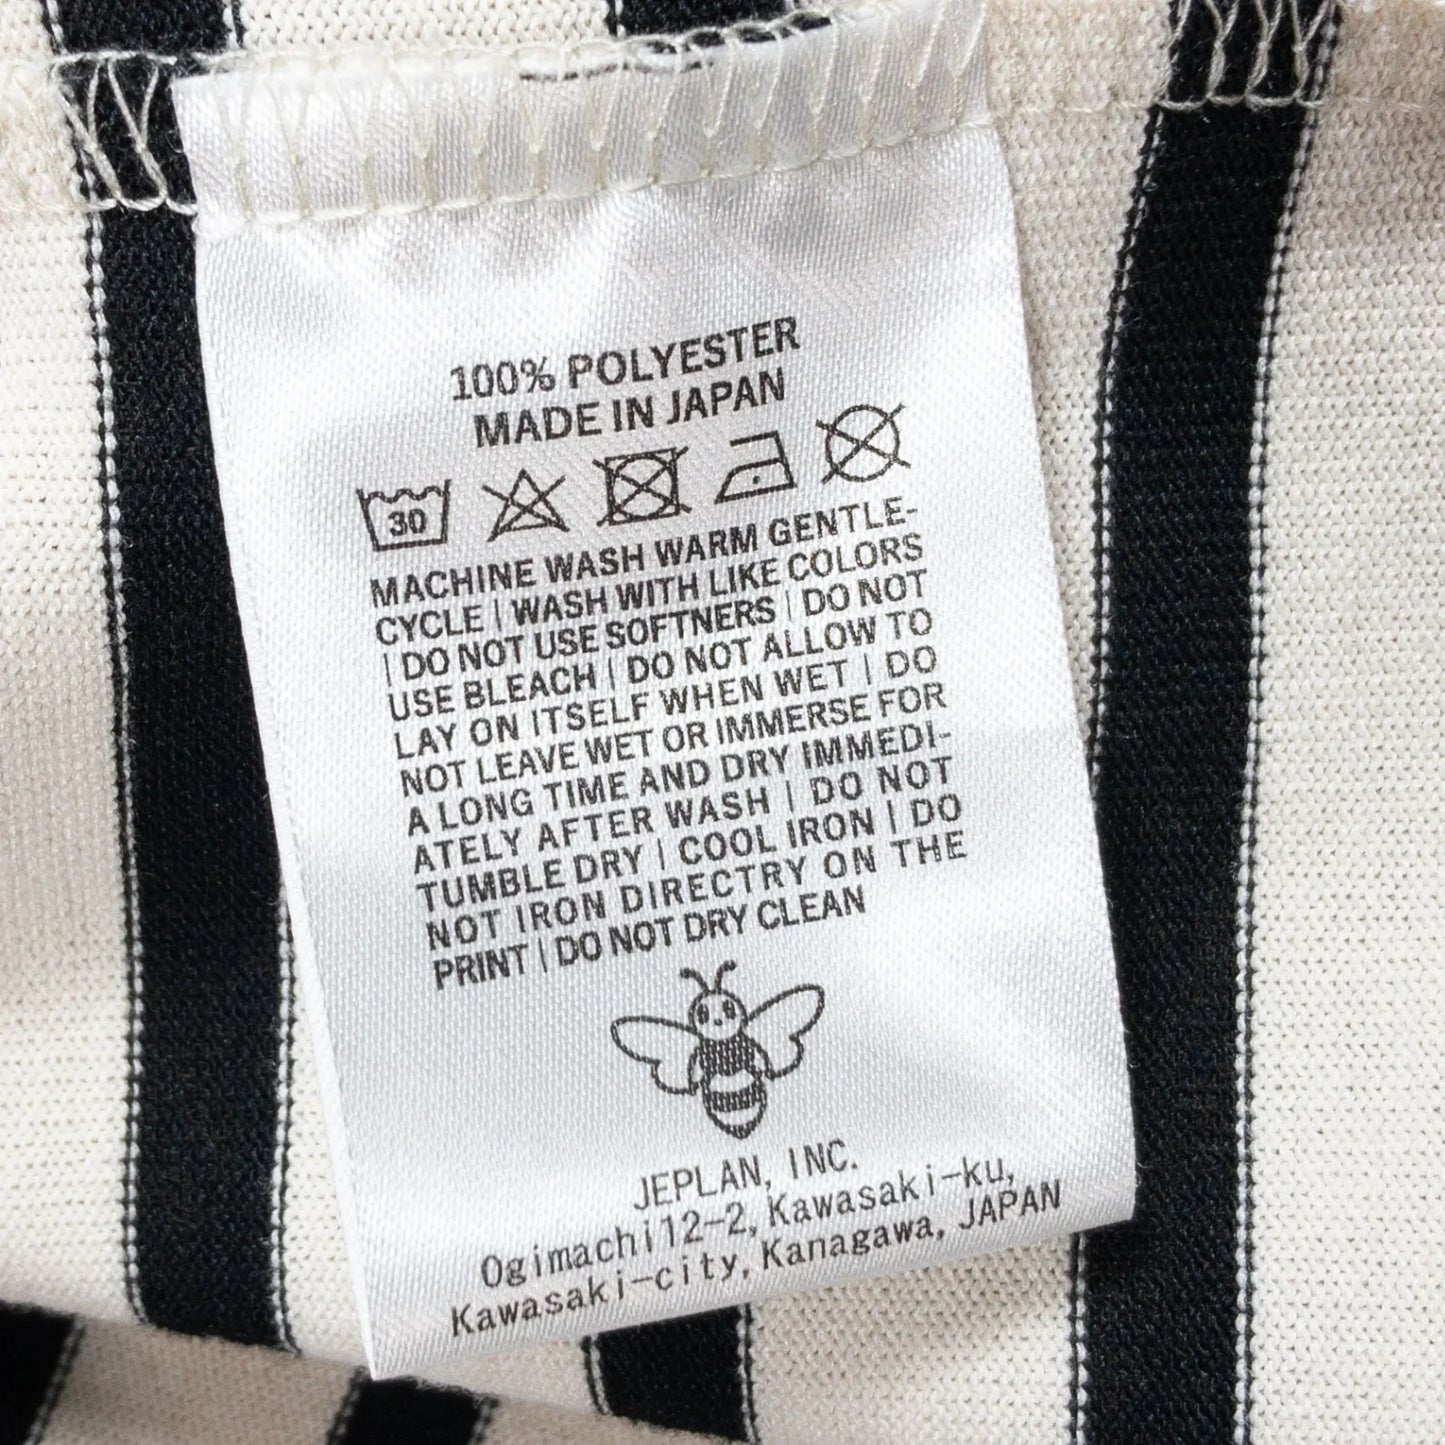 100% POLYESTER
MADE IN JAPAN
30
MACHINE WASH WARM GENTLE-
CYCLE | WASH WITH LIKE COLORS
| DO NOT USE SOFTNERS | DO NOT
USE BLEACH | DO NOT ALLOW TO
LAY ON ITSELF WHEN WET | DO
NOT LEAVE WET OR IMMERSE FOR
A LONG TIME AND DRY IMMEDI-
ATELY AFTER WASH | DO NOT
TUMBLE DRY | COOL IRON | DO
NOT IRON DIRECTRY ON THE
PRINT | DO NOT DRY CLEAN
JEPLAN, INC.
Ogimachi12-2, Kawasaki-ku,
Kawasaki-city, Kanagawa, JAPAN